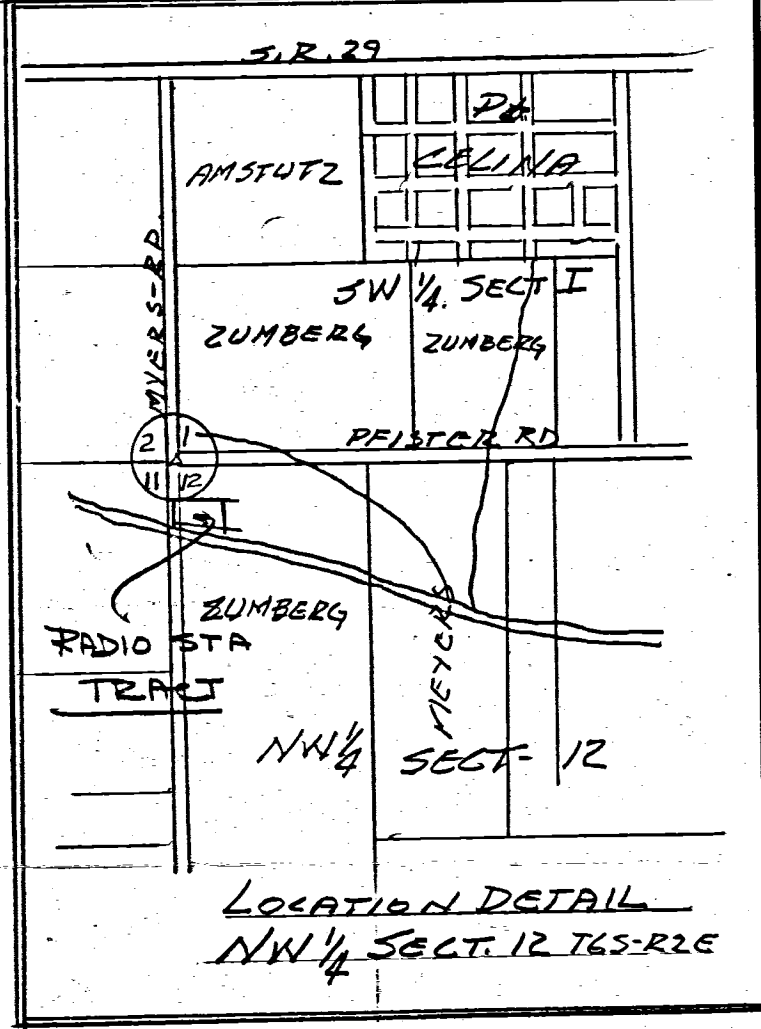 S.R. 29
Pt.
CELINA
AMSTUTZ
MYERS-RD.
SW 1/4. SECT I
ZUMBERG
ZUMBERG
PFISTER RD
2 1
11 12
ZUMBERG
RADIO STA
TRACT
MEYERS
NW 1/4 SECT- 12
LOCATION DETAIL
NW 1/4 SECT. 12 T6S-R2E